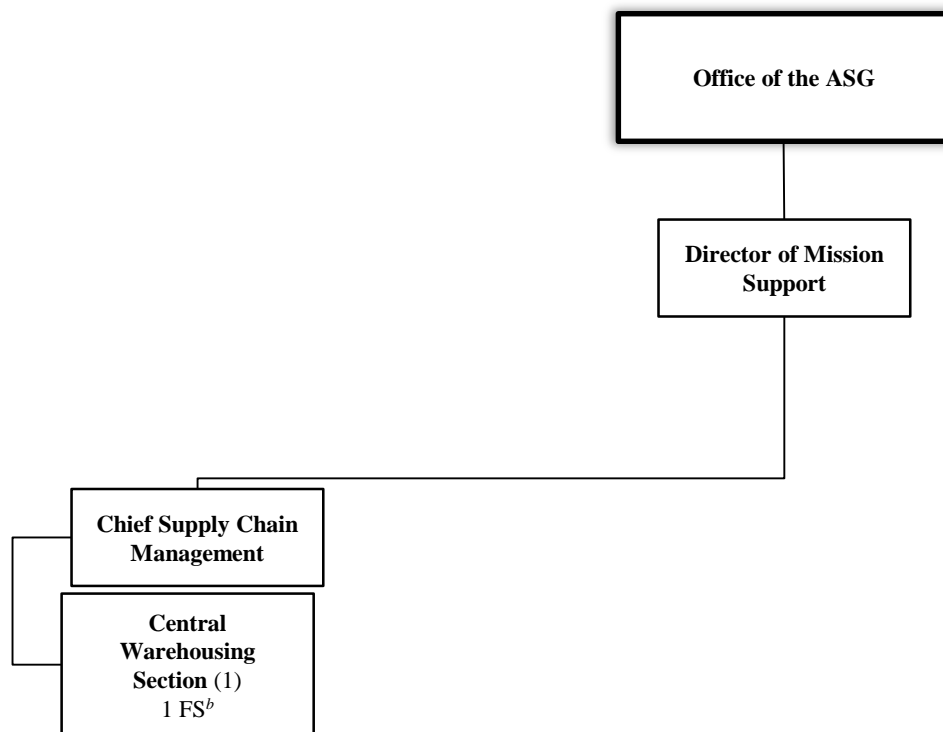 Office of the ASG
Director of Mission
Support
Chief Supply Chain
Management
Central
Warehousing
Section (1)
1 FSᵇ